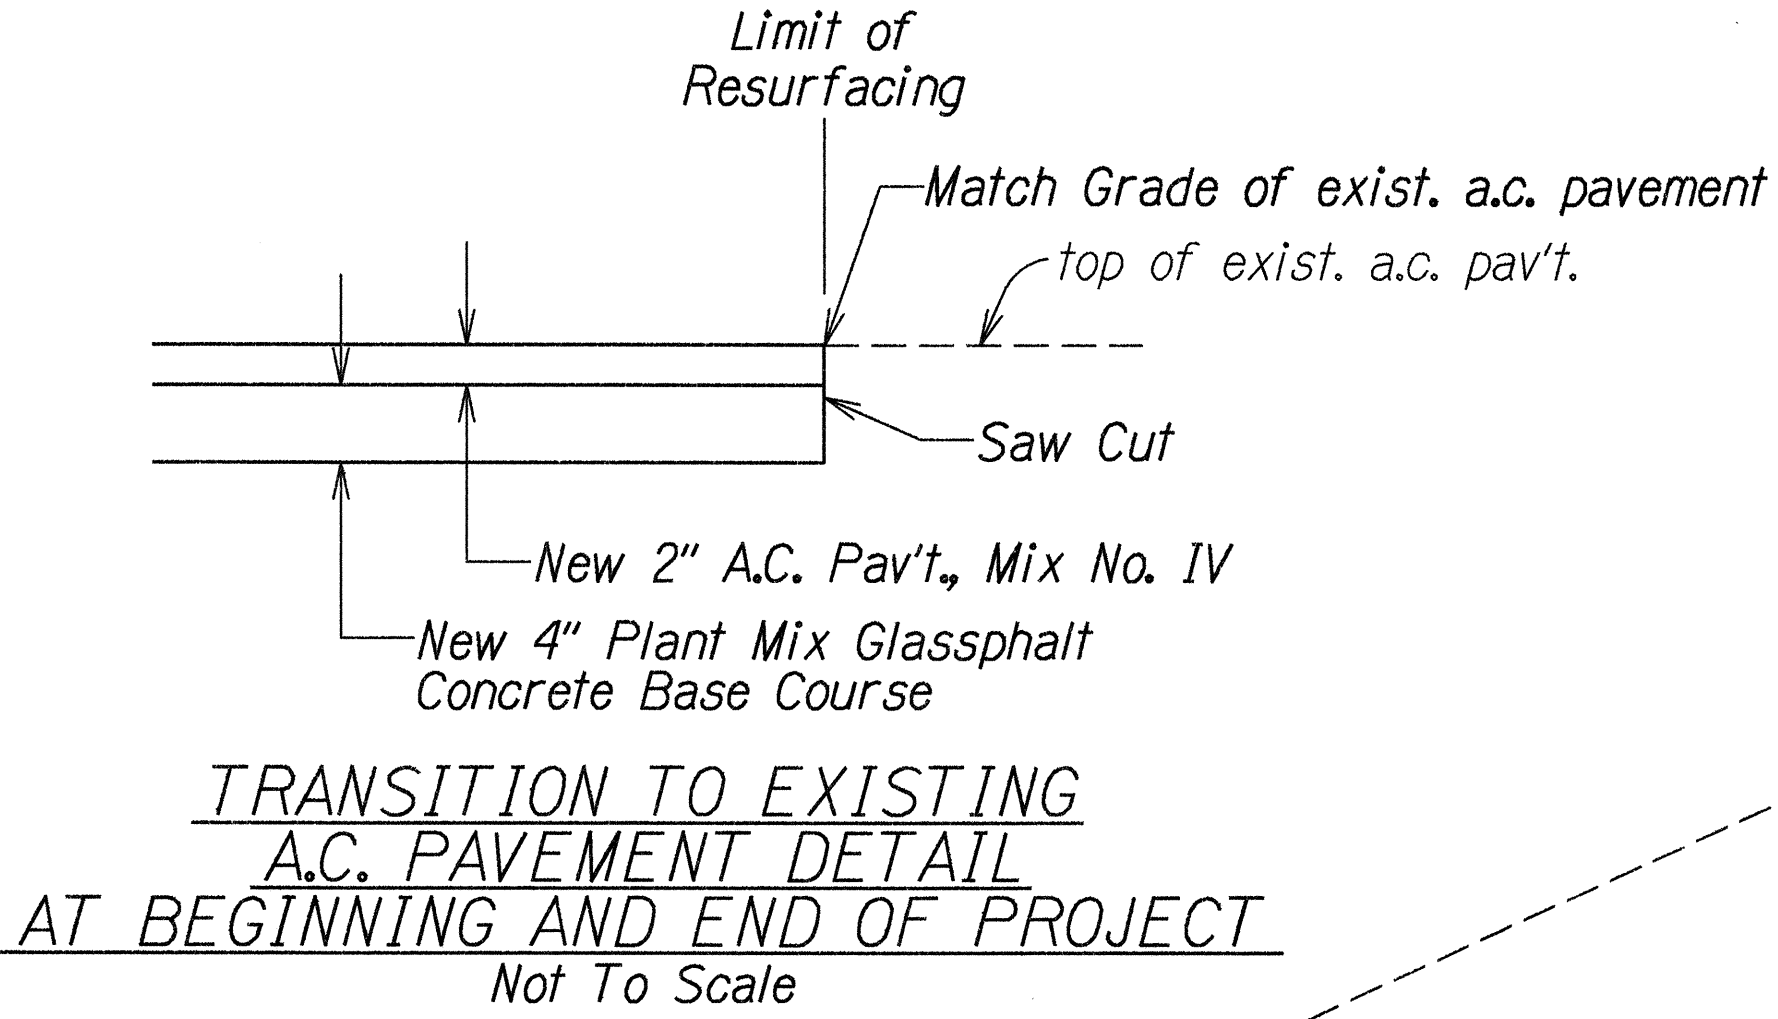 Limit of
Resurfacing
Match Grade of exist. a.c. pavement
top of exist. a.c. pav't.
Saw Cut
New 2" A.C. Pav't., Mix No. IV
New 4" Plant Mix Glassphalt
Concrete Base Course
TRANSITION TO EXISTING
A.C. PAVEMENT DETAIL
AT BEGINNING AND END OF PROJECT
Not To Scale